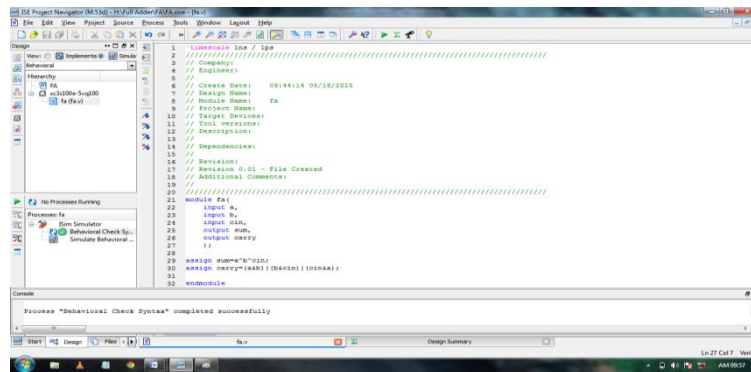 ISE Project Navigator (M.53d) - H:\Full Adder\FA\FA.xise - [fa.v]
File Edit View Project Source Process Tools Window Layout Help
Design
View: Implementa Simula
Behavioral
Hierarchy
FA
xc3s100e-5vq100
fa (fa.v)
No Processes Running
Processes: fa
ISim Simulator
Behavioral Check Sy...
Simulate Behavioral ...
1 `timescale 1ns / 1ps
2 //////////////////////////////////////////////////////////////////////////////////
3 // Company:
4 // Engineer:
5 //
6 // Create Date: 09:44:14 05/18/2015
7 // Design Name:
8 // Module Name: fa
9 // Project Name:
10 // Target Devices:
11 // Tool versions:
12 // Description:
13 //
14 // Dependencies:
15 //
16 // Revision:
17 // Revision 0.01 - File Created
18 // Additional Comments:
19 //
20 //////////////////////////////////////////////////////////////////////////////////
21 module fa(
22 input a,
23 input b,
24 input cin,
25 output sum,
26 output carry
27 );
28
29 assign sum=a^b^cin;
30 assign carry=(a&b)|(b&cin)|(cin&a);
31
32 endmodule
Console
Process "Behavioral Check Syntax" completed successfully
Start Design Files fa.v Design Summary
Ln 27 Col 7 Veri
AM 09:57